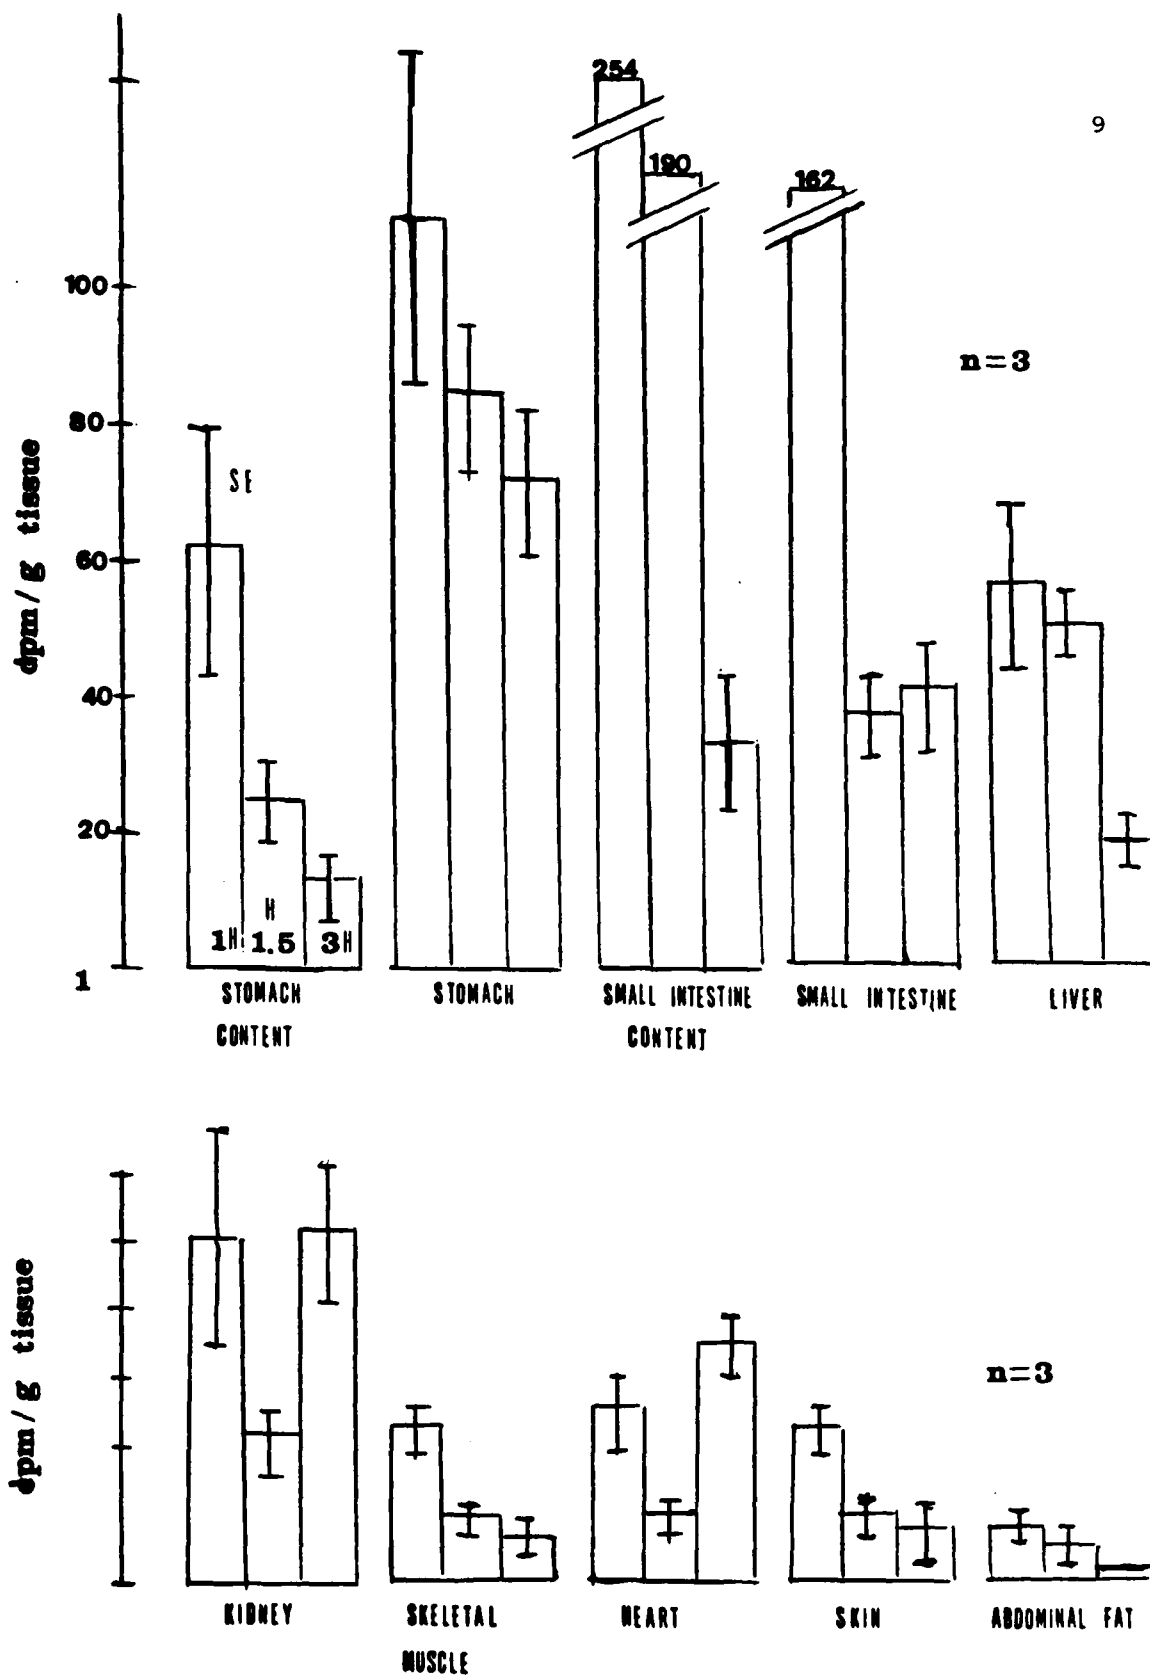 254
9
190
162
100
n=3
80
SE
60
dpm/g tissue
40
20
H
1H 1.5 3H
1
STOMACH CONTENT
STOMACH
SMALL INTESTINE CONTENT
SMALL INTESTINE
LIVER
dpm/g tissue
n=3
KIDNEY
SKELETAL MUSCLE
HEART
SKIN
ABDOMINAL FAT